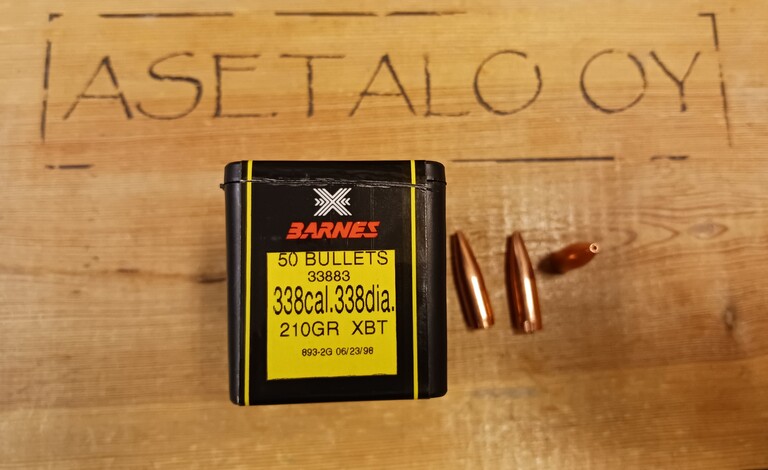 ASETALO OY
BARNES
50 BULLETS
33883
338cal.338dia.
210GR XBT
893-2G 06/23/98